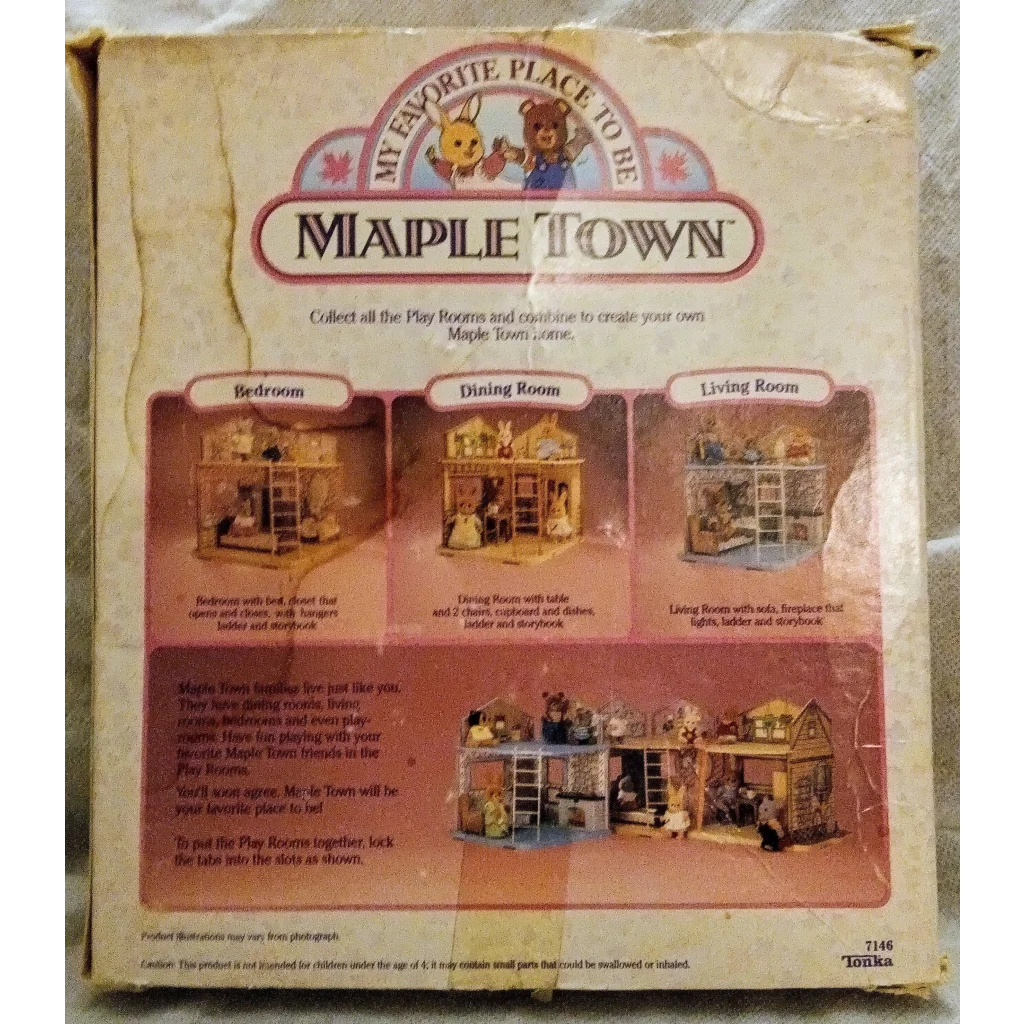 MY FAVORITE PLACE TO BE
MAPLE TOWN™
Collect all the Play Rooms and combine to create your own
Maple Town home.
Bedroom
Dining Room
Living Room
Bedroom with bed, closet that
opens and closes, with hangers
ladder and storybook
Dining Room with table
and 2 chairs, cupboard and dishes,
ladder and storybook
Living Room with sofa, fireplace that
lights, ladder and storybook
Maple Town families live just like you.
They have dining rooms, living
rooms, bedrooms and even play-
rooms. Have fun playing with your
favorite Maple Town friends in the
Play Rooms.
You'll soon agree, Maple Town will be
your favorite place to be!
To put the Play Rooms together, lock
the tabs into the slots as shown.
Product illustrations may vary from photograph.
Caution: This product is not intended for children under the age of 4; it may contain small parts that could be swallowed or inhaled.
7146
Tonka